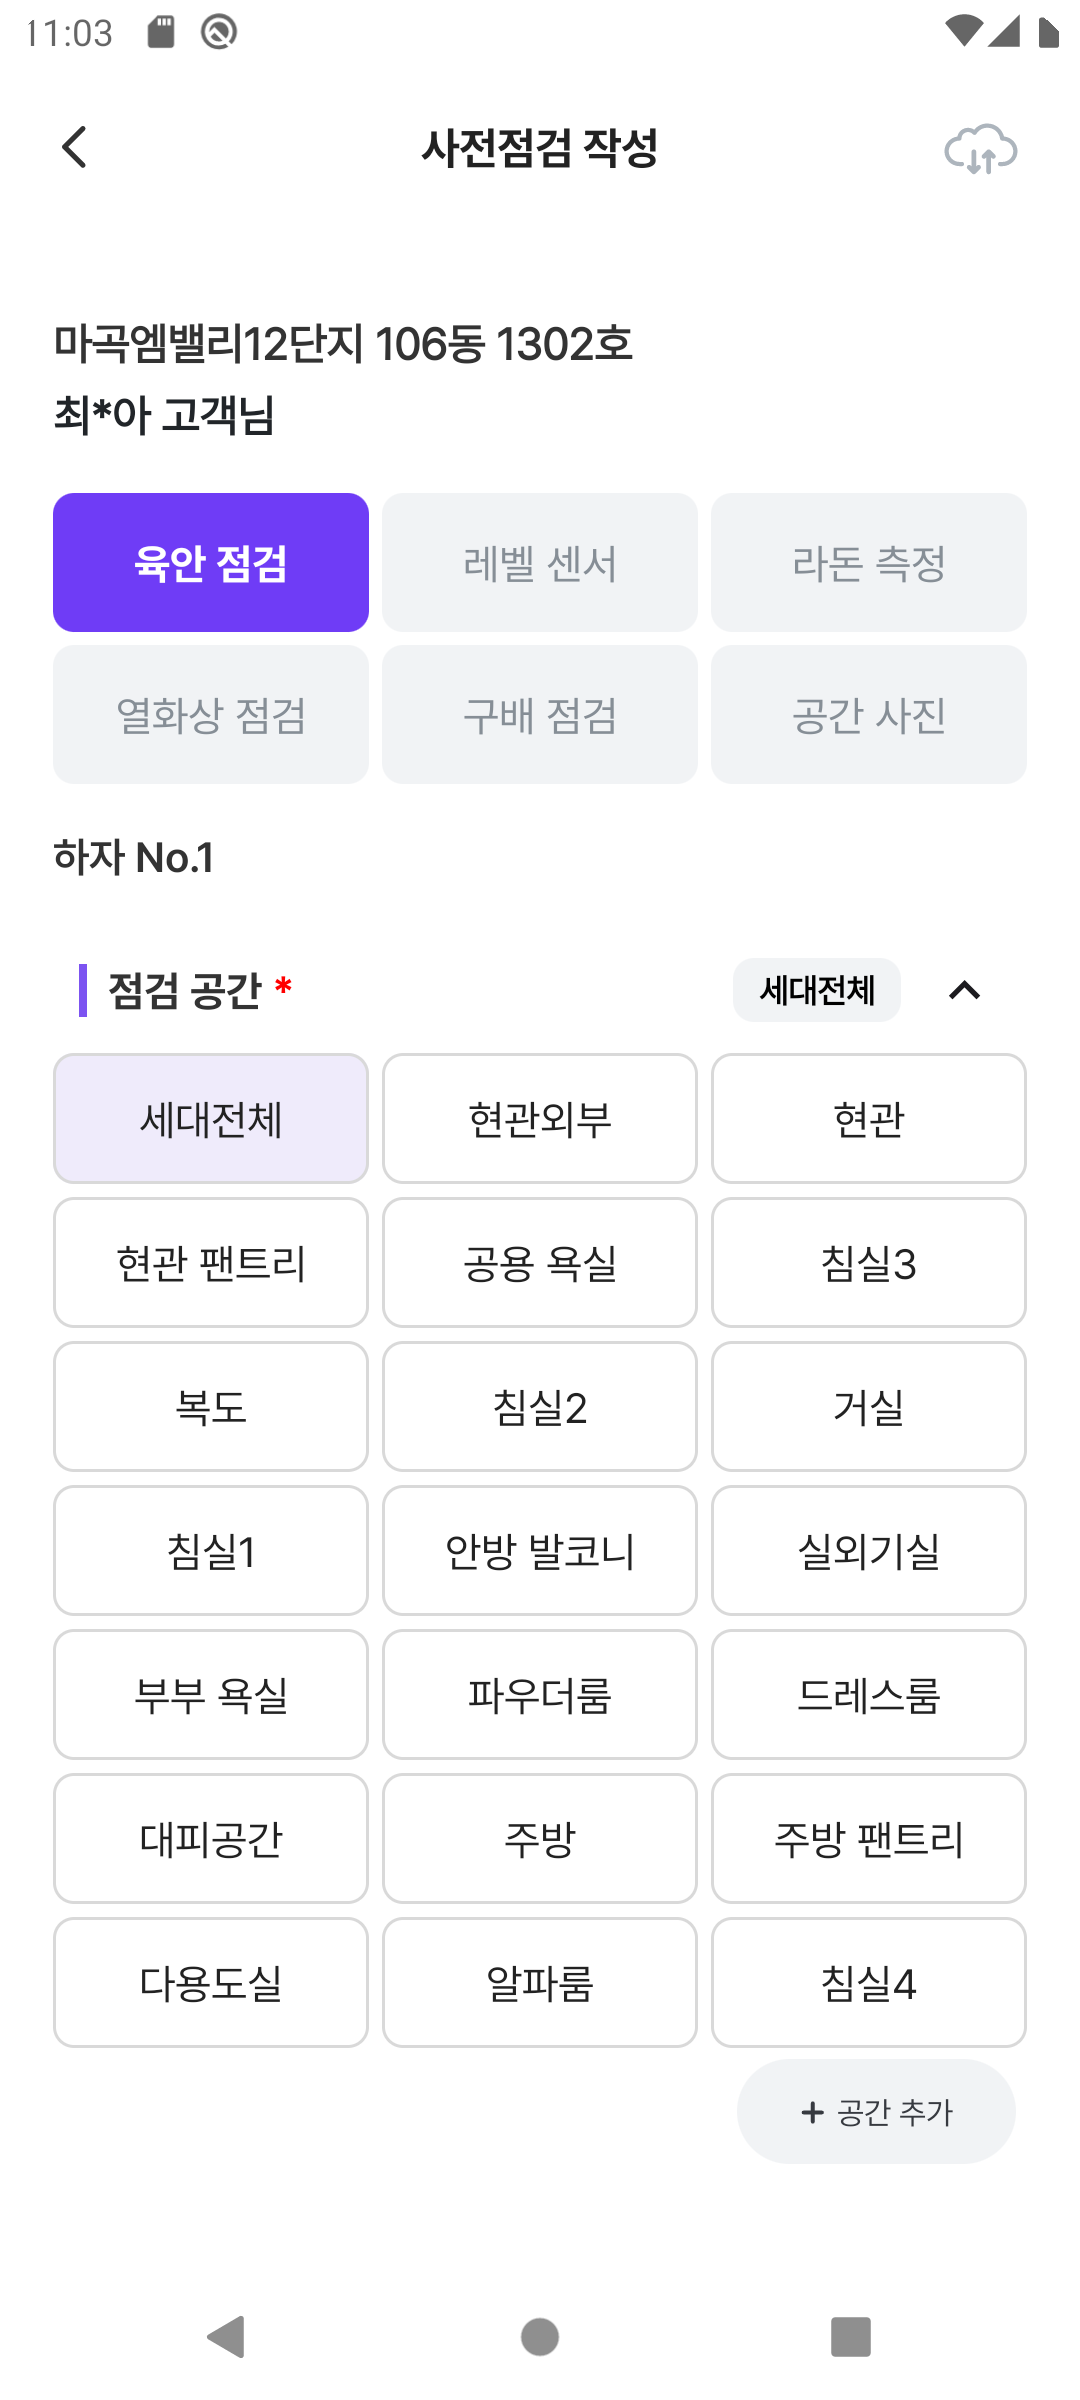 11:03
사전점검 작성
마곡엠밸리12단지 106동 1302호
최*아 고객님
육안 점검
레벨 센서
라돈 측정
열화상 점검
구배 점검
공간 사진
하자 No.1
점검 공간 *
세대전체
세대전체
현관외부
현관
현관 팬트리
공용 욕실
침실3
복도
침실2
거실
침실1
안방 발코니
실외기실
부부 욕실
파우더룸
드레스룸
대피공간
주방
주방 팬트리
다용도실
알파룸
침실4
+ 공간 추가